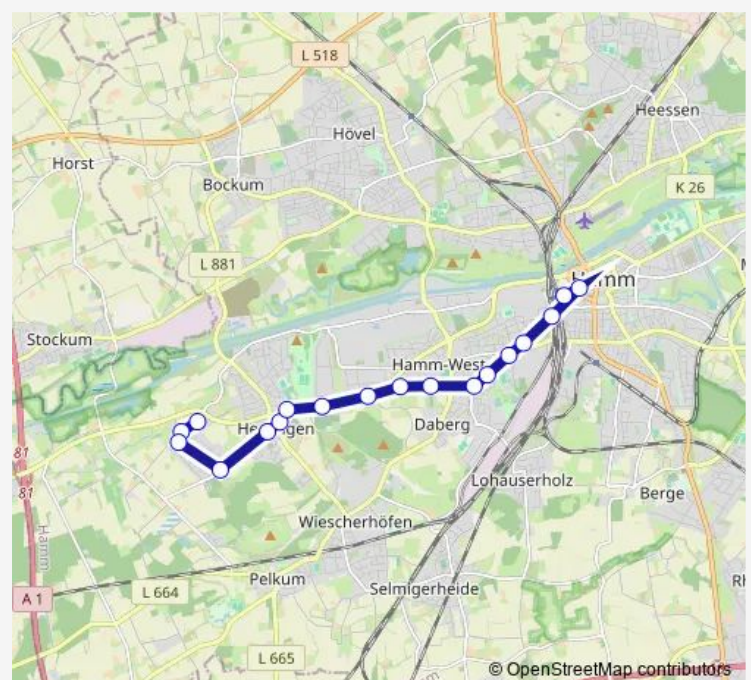 L 518
Heessen
Hövel
Horst
K 26
Bockum
L 881
Hamm
Stockum
Hamm-West
Daberg
81
81
Lohauserholz
Berge
Hamm
Wiescherhöfen
Pelkum
Selmigerheide
A 1
L 664
L 665
© OpenStreetMap contributors